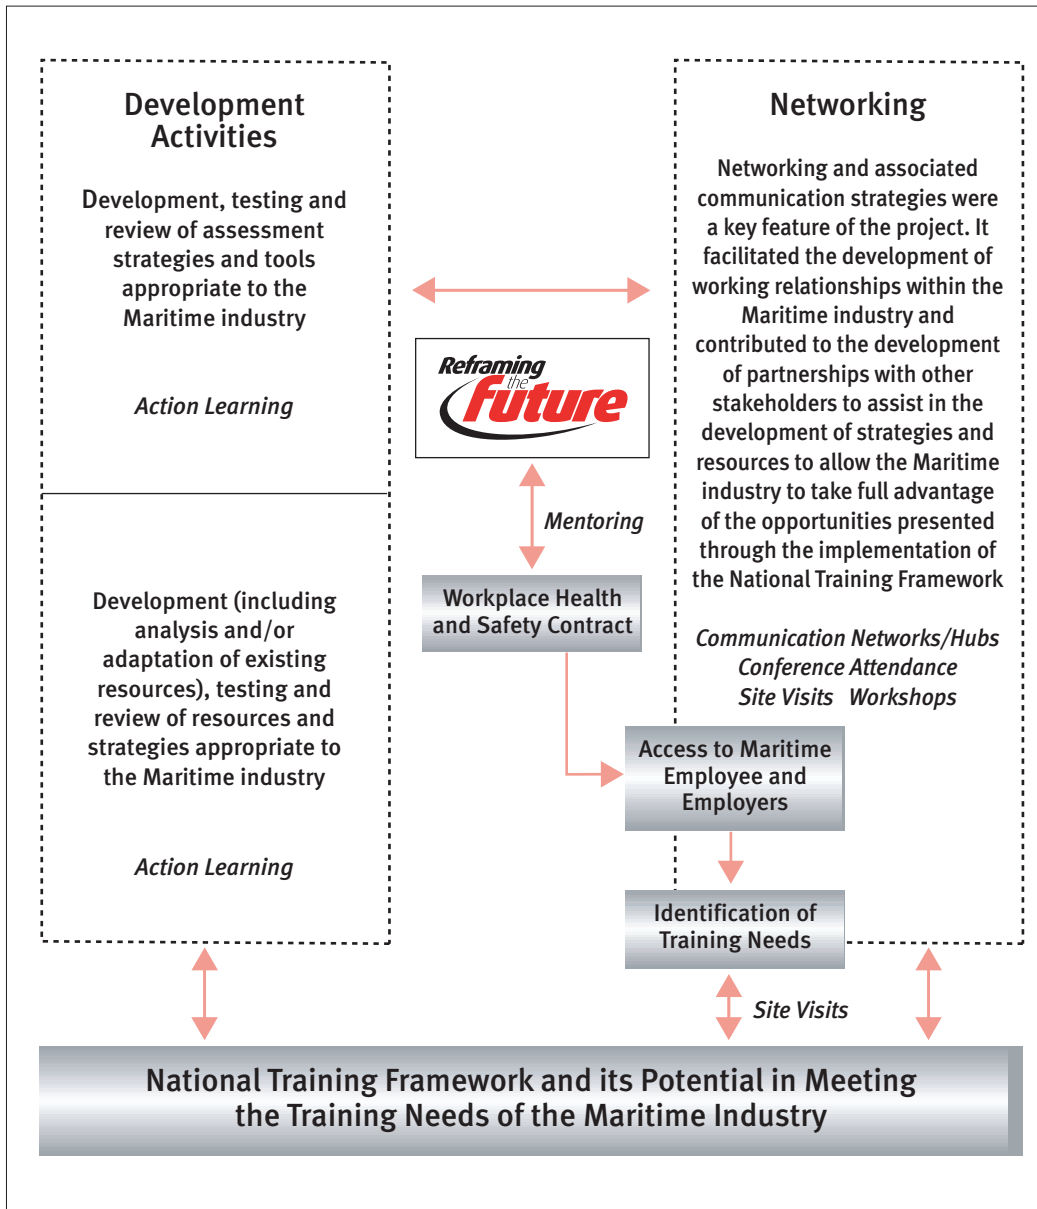 Development
Activities
Development, testing and
review of assessment
strategies and tools
appropriate to the
Maritime industry
Action Learning
Development (including
analysis and/or
adaptation of existing
resources), testing and
review of resources and
strategies appropriate to
the Maritime industry
Action Learning
Reframing
the
future
Mentoring
Workplace Health
and Safety Contract
Networking
Networking and associated
communication strategies were
a key feature of the project. It
facilitated the development of
working relationships within the
Maritime industry and
contributed to the development
of partnerships with other
stakeholders to assist in the
development of strategies and
resources to allow the Maritime
industry to take full advantage
of the opportunities presented
through the implementation of
the National Training Framework
Communication Networks/Hubs
Conference Attendance
Site Visits Workshops
Access to Maritime
Employee and
Employers
Identification of
Training Needs
Site Visits
National Training Framework and its Potential in Meeting
the Training Needs of the Maritime Industry